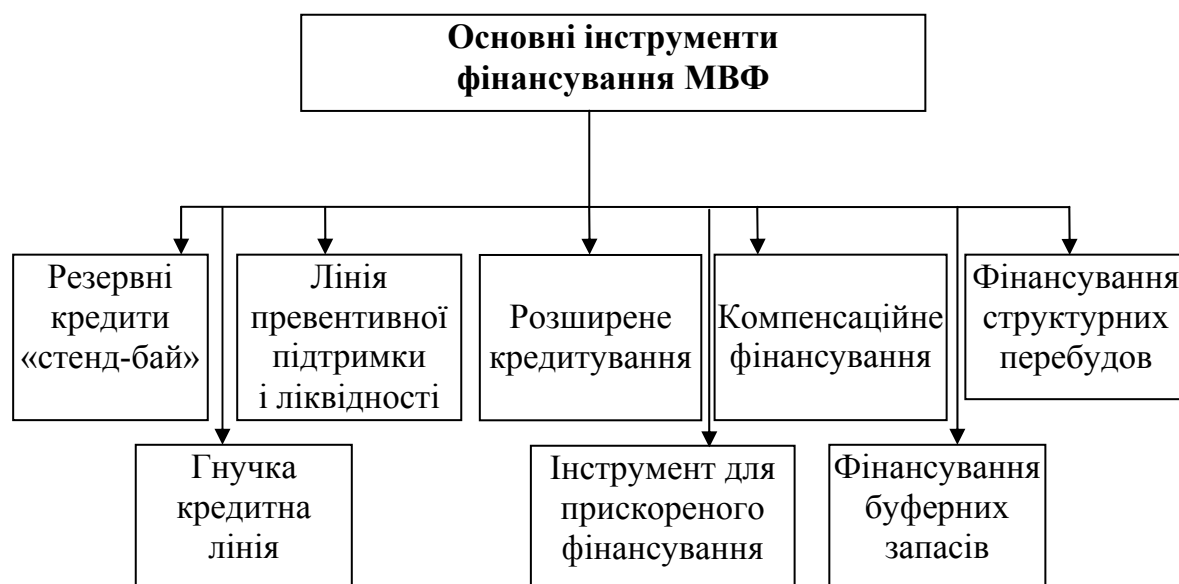 Основні інструменти
фінансування МВФ
Резервні
кредити
«стенд-бай»
Лінія
превентивної
підтримки
і ліквідності
Розширене
кредитування
Компенсаційне
фінансування
Фінансування
структурних
перебудов
Гнучка
кредитна
лінія
Інструмент для
прискореного
фінансування
Фінансування
буферних
запасів